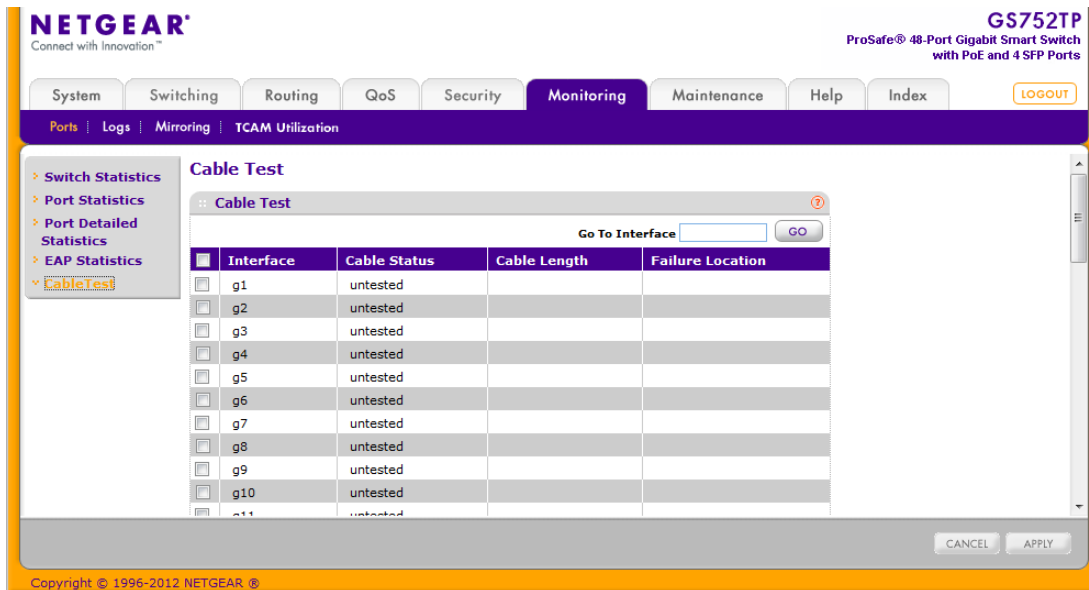 NETGEAR®
Connect with Innovation™
GS752TP
ProSafe® 48-Port Gigabit Smart Switch
with PoE and 4 SFP Ports
System Switching Routing QoS Security Monitoring Maintenance Help Index LOGOUT
Ports Logs Mirroring TCAM Utilization
Switch Statistics
Port Statistics
Port Detailed
Statistics
EAP Statistics
CableTest
Cable Test
Cable Test ?
Go To Interface GO
Interface Cable Status Cable Length Failure Location
g1 untested
g2 untested
g3 untested
g4 untested
g5 untested
g6 untested
g7 untested
g8 untested
g9 untested
g10 untested
g11 untested
CANCEL APPLY
Copyright © 1996-2012 NETGEAR ®